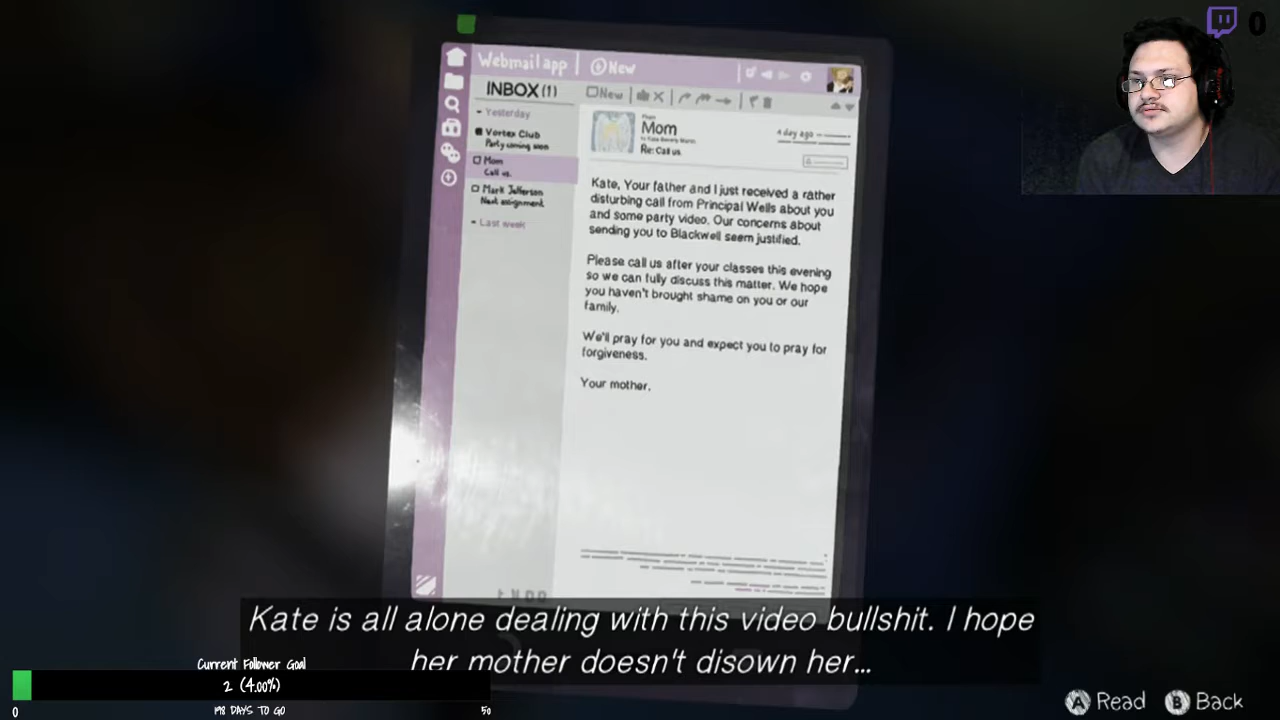 0
Webmail app | New
INBOX (1)
New
Yesterday
Vortex Club
Party coming soon
Mom
Call us.
Mark Jefferson
Next assignment
Last week
From
Mom
to Kate Beverly Marsh
Re: Call us.
A day ago
Kate, Your father and I just received a rather
disturbing call from Principal Wells about you
and some party video. Our concerns about
sending you to Blackwell seem justified.
Please call us after your classes this evening
so we can fully discuss this matter. We hope
you haven't brought shame on you or our
family.
We'll pray for you and expect you to pray for
forgiveness.
Your mother.
Kate is all alone dealing with this video bullshit. I hope
her mother doesn't disown her...
Current Follower Goal
2 (4.00%)
0
198 DAYS TO GO
50
A Read B Back